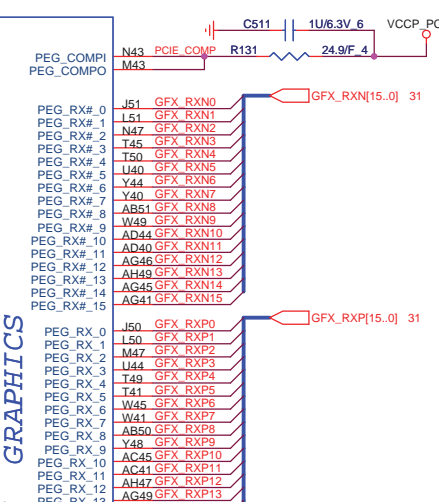 C511 1U/6.3V_6 VCCP_PC
PEG_COMPI N43 PCIE_COMP R131 24.9/F_4
PEG_COMPO M43
GFX_RXN[15..0] 31
PEG_RX#_0 J51 GFX_RXN0
PEG_RX#_1 L51 GFX_RXN1
PEG_RX#_2 N47 GFX_RXN2
PEG_RX#_3 T45 GFX_RXN3
PEG_RX#_4 T50 GFX_RXN4
PEG_RX#_5 U40 GFX_RXN5
PEG_RX#_6 Y44 GFX_RXN6
PEG_RX#_7 Y40 GFX_RXN7
PEG_RX#_8 AB51 GFX_RXN8
PEG_RX#_9 W49 GFX_RXN9
PEG_RX#_10 AD44 GFX_RXN10
PEG_RX#_11 AD40 GFX_RXN11
PEG_RX#_12 AG46 GFX_RXN12
PEG_RX#_13 AH49 GFX_RXN13
PEG_RX#_14 AG45 GFX_RXN14
PEG_RX#_15 AG41 GFX_RXN15
GFX_RXP[15..0] 31
PEG_RX_0 J50 GFX_RXP0
PEG_RX_1 L50 GFX_RXP1
PEG_RX_2 M47 GFX_RXP2
PEG_RX_3 U44 GFX_RXP3
PEG_RX_4 T49 GFX_RXP4
PEG_RX_5 T41 GFX_RXP5
PEG_RX_6 W45 GFX_RXP6
PEG_RX_7 W41 GFX_RXP7
PEG_RX_8 AB50 GFX_RXP8
PEG_RX_9 Y48 GFX_RXP9
PEG_RX_10 AC45 GFX_RXP10
PEG_RX_11 AC41 GFX_RXP11
PEG_RX_12 AH47 GFX_RXP12
PEG_RX_13 AG49 GFX_RXP13
GRAPHICS